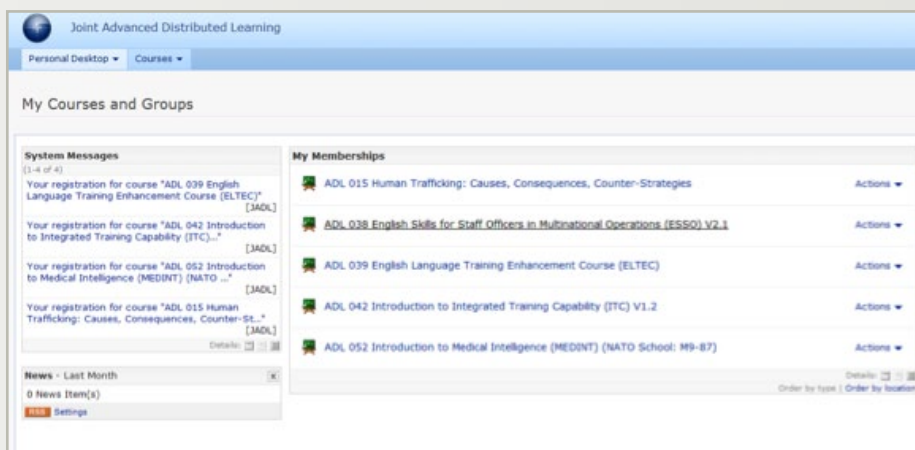 Joint Advanced Distributed Learning
Personal Desktop Courses
My Courses and Groups
System Messages
(1-4 of 4)
Your registration for course "ADL 039 English
Language Training Enhancement Course (ELTEC)"
[JADL]
Your registration for course "ADL 042 Introduction
to Integrated Training Capability (ITC)..."
[JADL]
Your registration for course "ADL 052 Introduction
to Medical Intelligence (MEDINT) (NATO ..."
[JADL]
Your registration for course "ADL 015 Human
Trafficking: Causes, Consequences, Counter-St..."
[JADL]
Details:
News - Last Month
0 News Item(s)
RSS Settings
My Memberships
ADL 015 Human Trafficking: Causes, Consequences, Counter-Strategies Actions
ADL 038 English Skills for Staff Officers in Multinational Operations (ESSO) V2.1 Actions
ADL 039 English Language Training Enhancement Course (ELTEC) Actions
ADL 042 Introduction to Integrated Training Capability (ITC) V1.2 Actions
ADL 052 Introduction to Medical Intelligence (MEDINT) (NATO School: M9-87) Actions
Details:
Order by type | Order by location